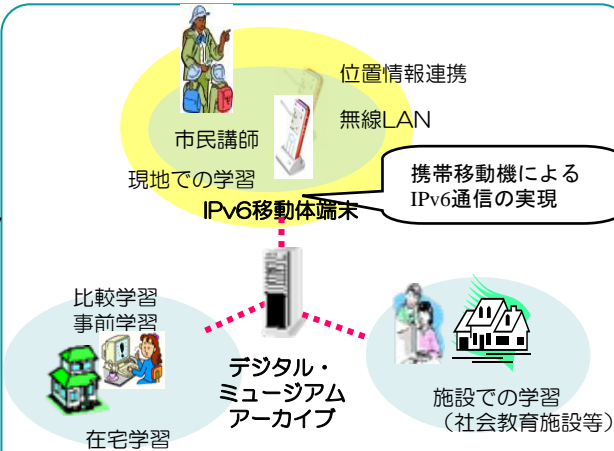 位置情報連携
無線LAN
市民講師
現地での学習
IPv6移動体端末
携帯移動機による
IPv6通信の実現
比較学習
事前学習
在宅学習
デジタル・
ミュージアム
アーカイブ
施設での学習
（社会教育施設等）